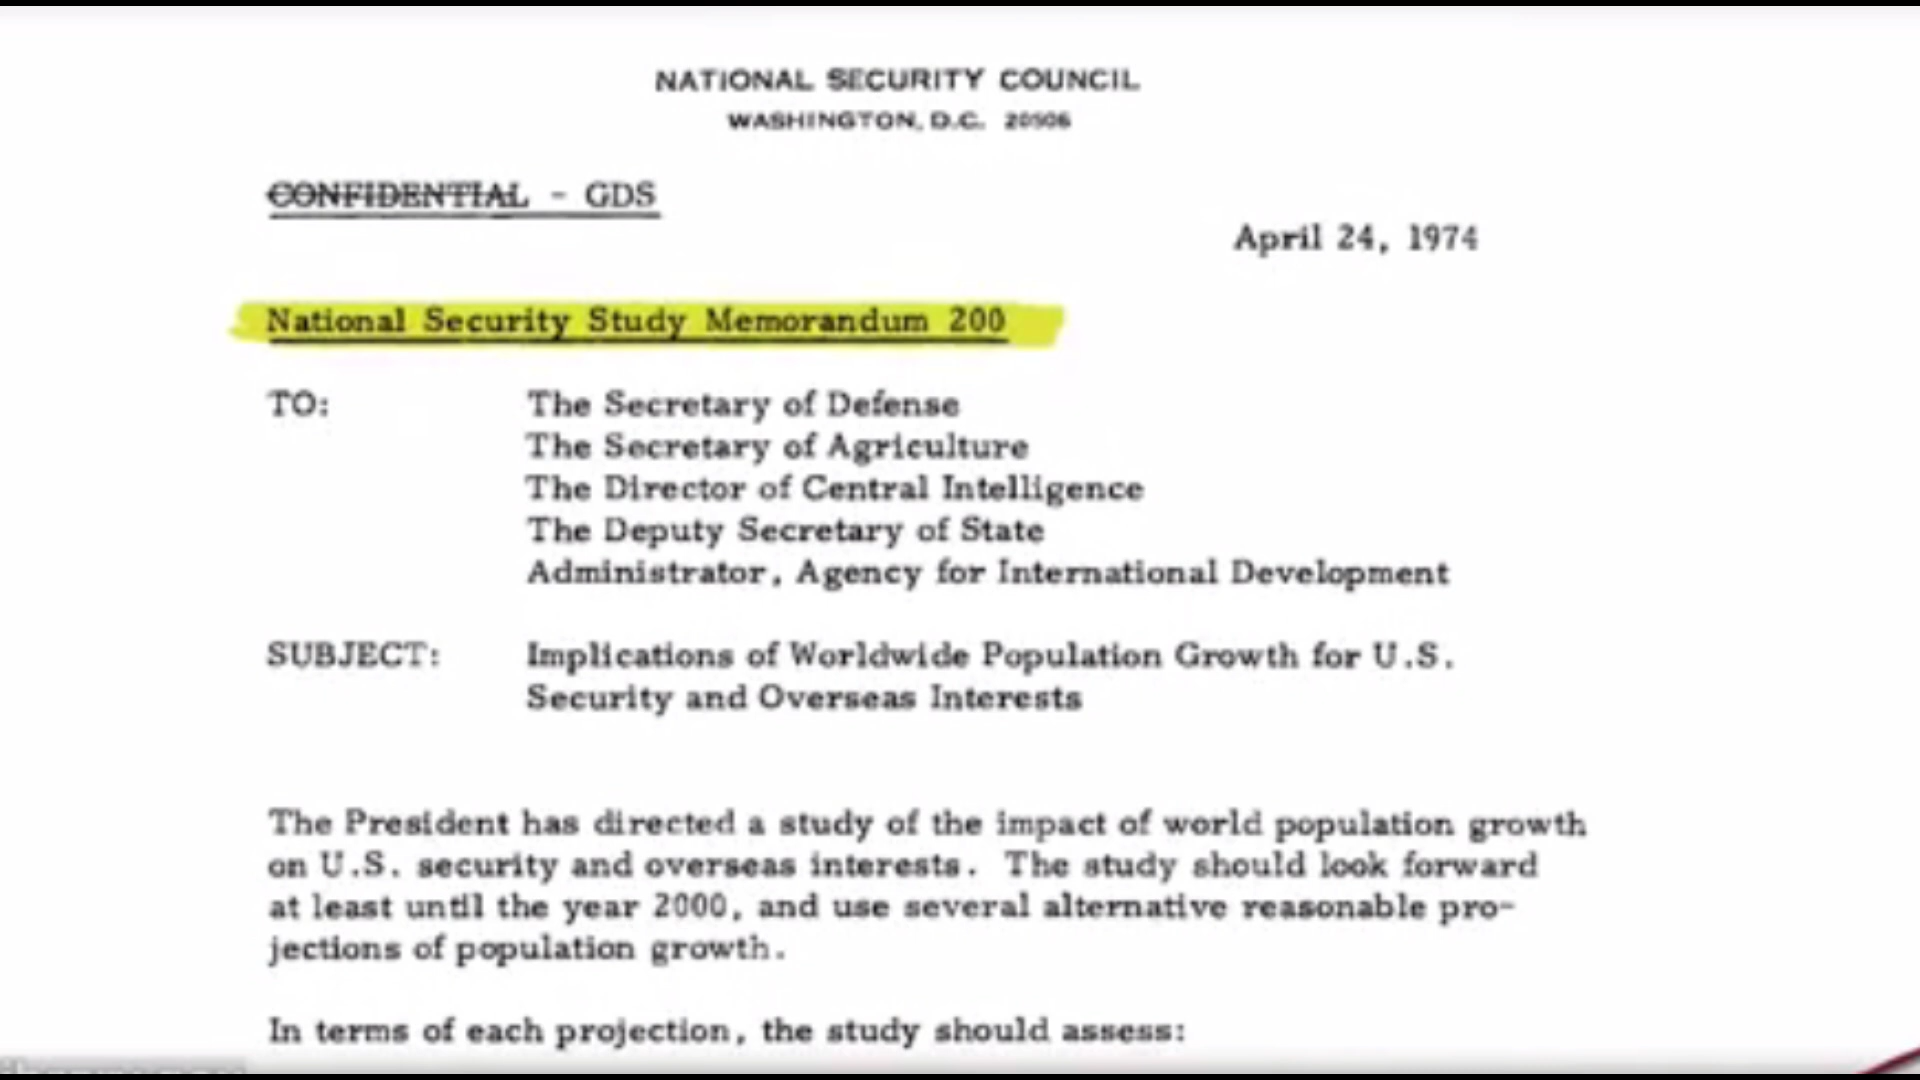 NATIONAL SECURITY COUNCIL
WASHINGTON, D.C. 20506
CONFIDENTIAL - GDS
April 24, 1974
National Security Study Memorandum 200
TO:
The Secretary of Defense
The Secretary of Agriculture
The Director of Central Intelligence
The Deputy Secretary of State
Administrator, Agency for International Development
SUBJECT:
Implications of Worldwide Population Growth for U.S.
Security and Overseas Interests
The President has directed a study of the impact of world population growth
on U.S. security and overseas interests. The study should look forward
at least until the year 2000, and use several alternative reasonable pro-
jections of population growth.
In terms of each projection, the study should assess: